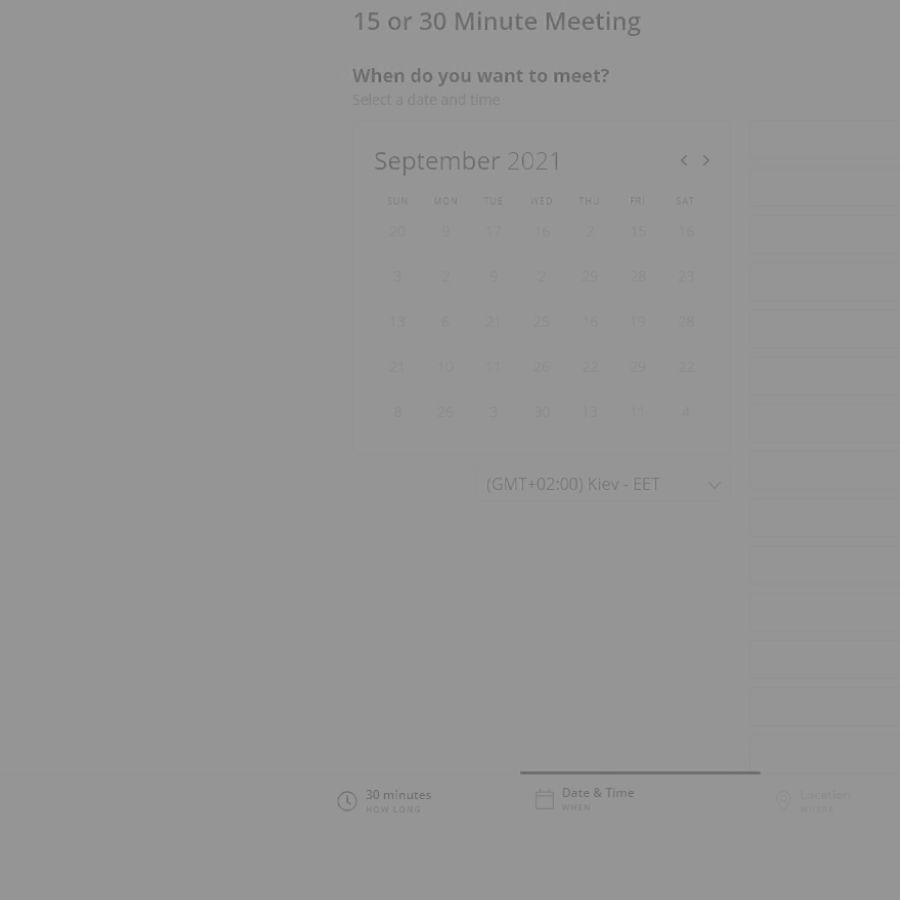 15 or 30 Minute Meeting
When do you want to meet?
Select a date and time
September 2021
SUN MON TUE WED THU FRI SAT
20 9 17 16 7 15 16
3 2 9 2 29 28 23
13 6 21 25 16 19 28
21 10 11 26 22 29 22
8 26 3 30 13 11 4
(GMT+02:00) Kiev - EET
30 minutes
HOW LONG
Date & Time
WHEN
Location
WHERE